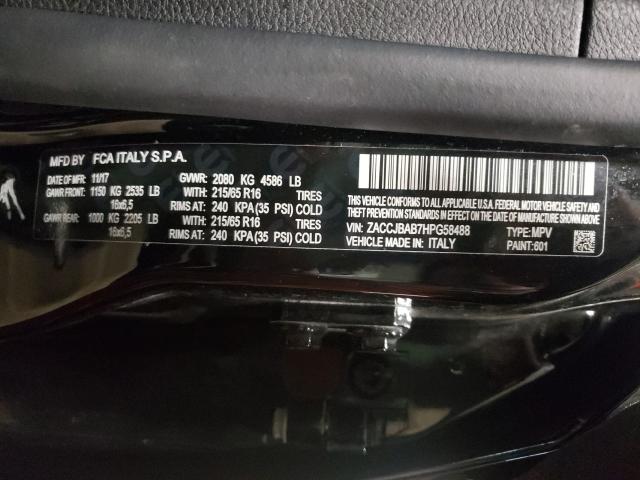 MFD BY FCA ITALY S.P.A.
DATE OF MFR: 11/17 GVWR: 2080 KG 4586 LB
GAWR FRONT: 1150 KG 2535 LB WITH: 215/65 R16 TIRES
16x6,5 RIMS AT: 240 KPA (35 PSI) COLD
GAWR REAR: 1000 KG 2205 LB WITH: 215/65 R16 TIRES
16x6,5 RIMS AT: 240 KPA (35 PSI) COLD
THIS VEHICLE CONFORMS TO ALL APPLICABLE U.S.A. FEDERAL MOTOR VEHICLE SAFETY AND
THEFT PREVENTION STANDARDS IN EFFECT ON THE DATE OF MANUFACTURE SHOWN ABOVE
VIN: ZACCJBAB7HPG58488 TYPE: MPV
VEHICLE MADE IN: ITALY PAINT: 601